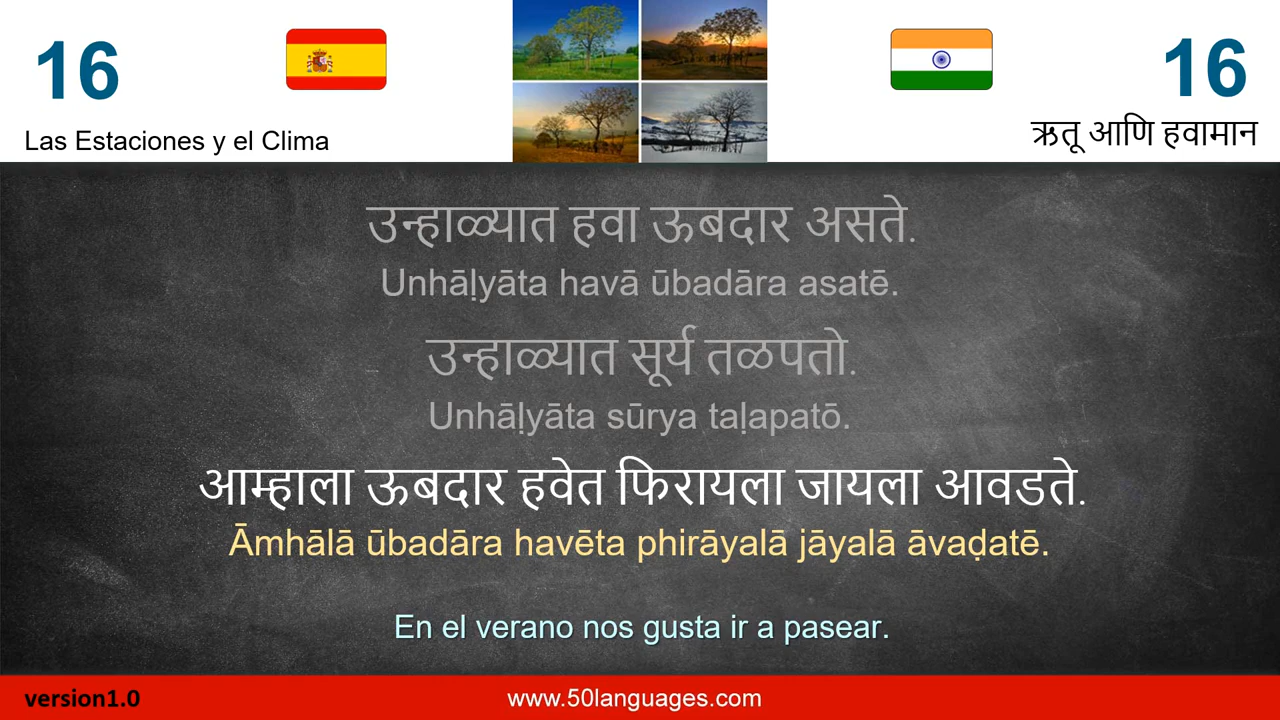 16
Las Estaciones y el Clima
16
ऋतू आणि हवामान
उन्हाळ्यात हवा ऊबदार असते.
Unhāḷyāta havā ūbadāra asatē.
उन्हाळ्यात सूर्य तळपतो.
Unhāḷyāta sūrya taḷapatō.
आम्हाला ऊबदार हवेत फिरायला जायला आवडते.
Āmhālā ūbadāra havēta phirāyalā jāyalā āvaḍatē.
En el verano nos gusta ir a pasear.
version1.0
www.50languages.com